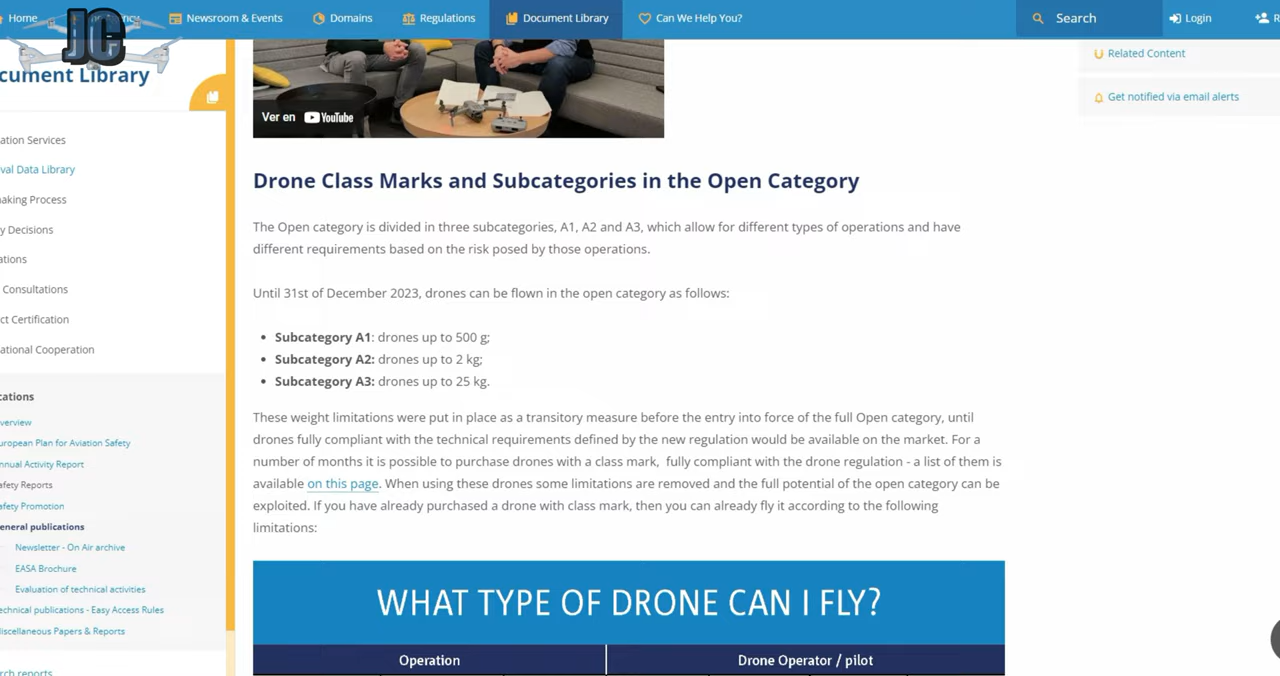 Home
JC
Newsroom & Events
Domains
Regulations
Document Library
Can We Help You?
Search
Login
R
cument Library
Related Content
Get notified via email alerts
Ver en YouTube
ation Services
val Data Library
aking Process
y Decisions
ations
Consultations
ct Certification
ational Cooperation
cations
verview
uropean Plan for Aviation Safety
nnual Activity Report
afety Reports
afety Promotion
eneral publications
Newsletter - On Air archive
EASA Brochure
Evaluation of technical activities
echnical publications - Easy Access Rules
iscellaneous Papers & Reports
rch reports
Drone Class Marks and Subcategories in the Open Category
The Open category is divided in three subcategories, A1, A2 and A3, which allow for different types of operations and have
different requirements based on the risk posed by those operations.
Until 31st of December 2023, drones can be flown in the open category as follows:
• Subcategory A1: drones up to 500 g;
• Subcategory A2: drones up to 2 kg;
• Subcategory A3: drones up to 25 kg.
These weight limitations were put in place as a transitory measure before the entry into force of the full Open category, until
drones fully compliant with the technical requirements defined by the new regulation would be available on the market. For a
number of months it is possible to purchase drones with a class mark, fully compliant with the drone regulation - a list of them is
available on this page. When using these drones some limitations are removed and the full potential of the open category can be
exploited. If you have already purchased a drone with class mark, then you can already fly it according to the following
limitations:
WHAT TYPE OF DRONE CAN I FLY?
Operation
Drone Operator / pilot